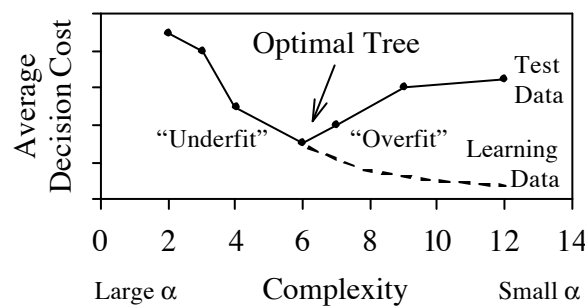 Average
Decision Cost
Optimal Tree
Test
Data
“Underfit”
“Overfit”
Learning
Data
0 2 4 6 8 10 12 14
Large α Complexity Small α